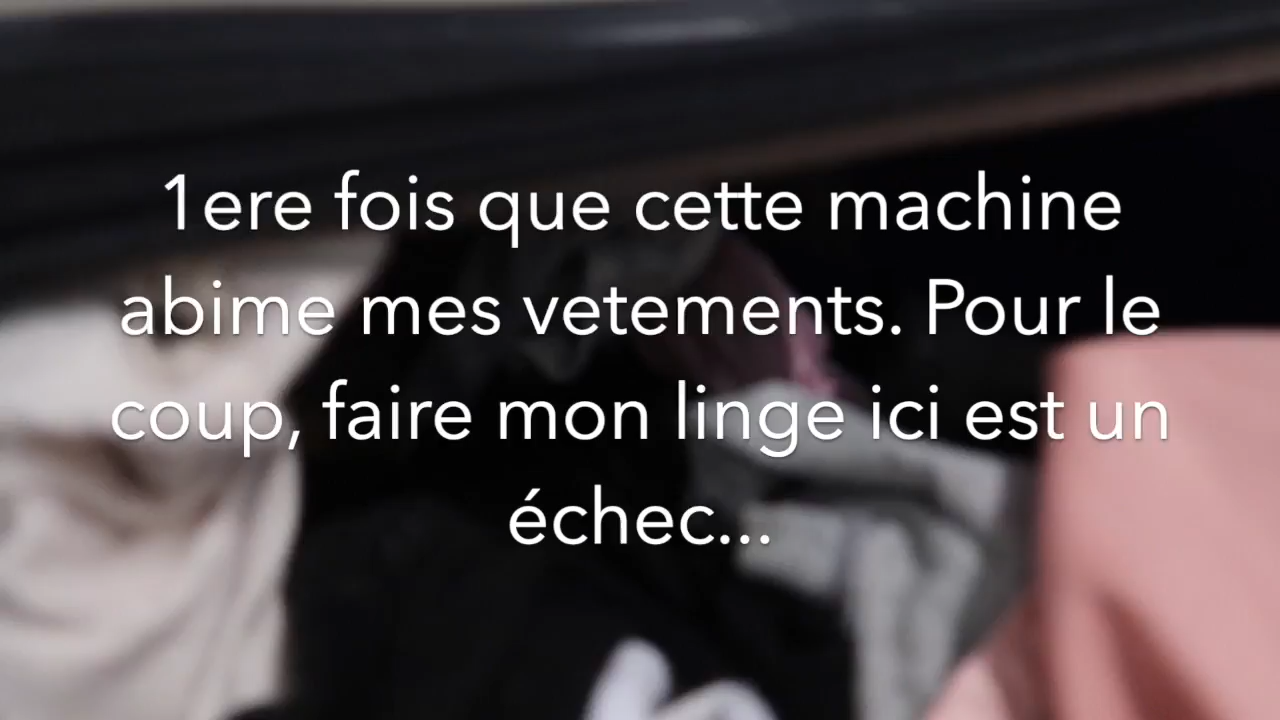 1ere fois que cette machine
abime mes vetements. Pour le
coup, faire mon linge ici est un
échec...